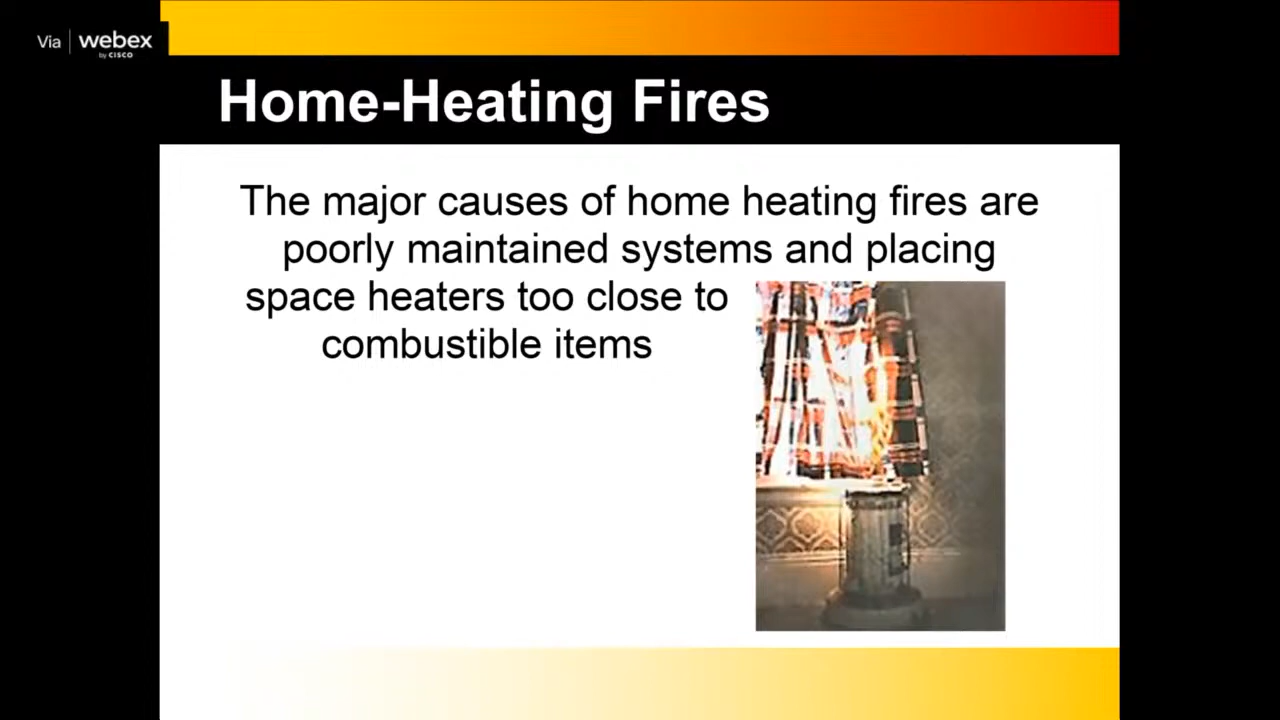 Via webex
by CISCO
Home-Heating Fires
The major causes of home heating fires are
poorly maintained systems and placing
space heaters too close to
combustible items